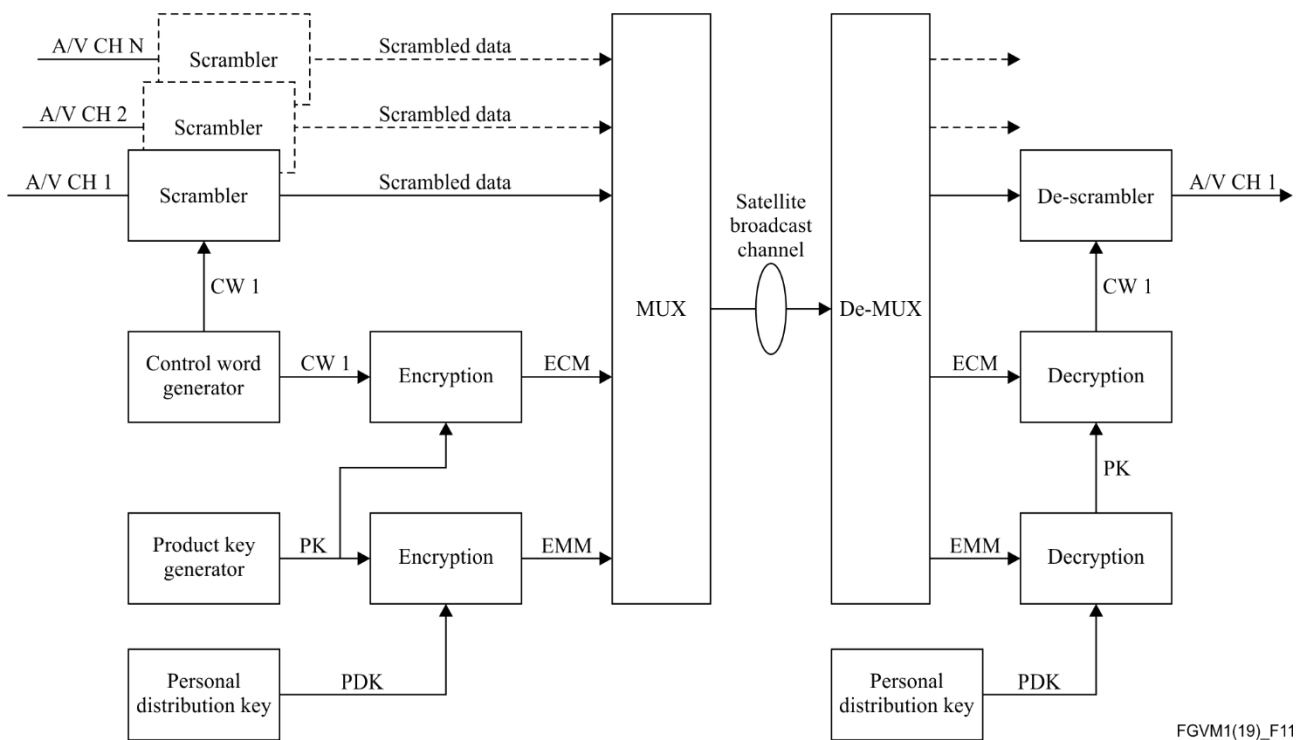 A/V CH N
Scrambler
Scrambled data
A/V CH 2
Scrambler
Scrambled data
A/V CH 1
Scrambler
Scrambled data
De-scrambler
A/V CH 1
Satellite
broadcast
channel
CW 1
CW 1
MUX
De-MUX
Control word
generator
CW 1
Encryption
ECM
ECM
Decryption
PK
Product key
generator
PK
Encryption
EMM
EMM
Decryption
Personal
distribution key
PDK
Personal
distribution key
PDK
FGVM1(19)_F11